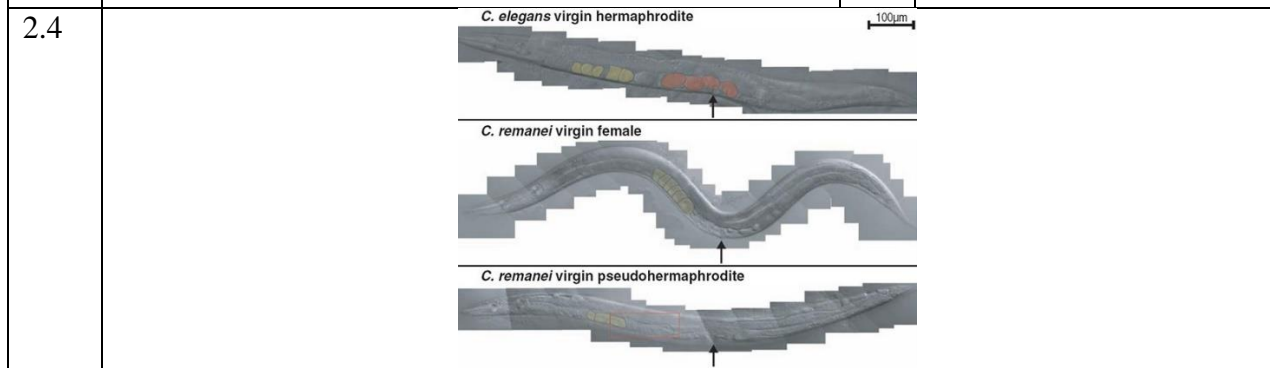 2.4
C. elegans virgin hermaphrodite
100µm
C. remanei virgin female
C. remanei virgin pseudohermaphrodite